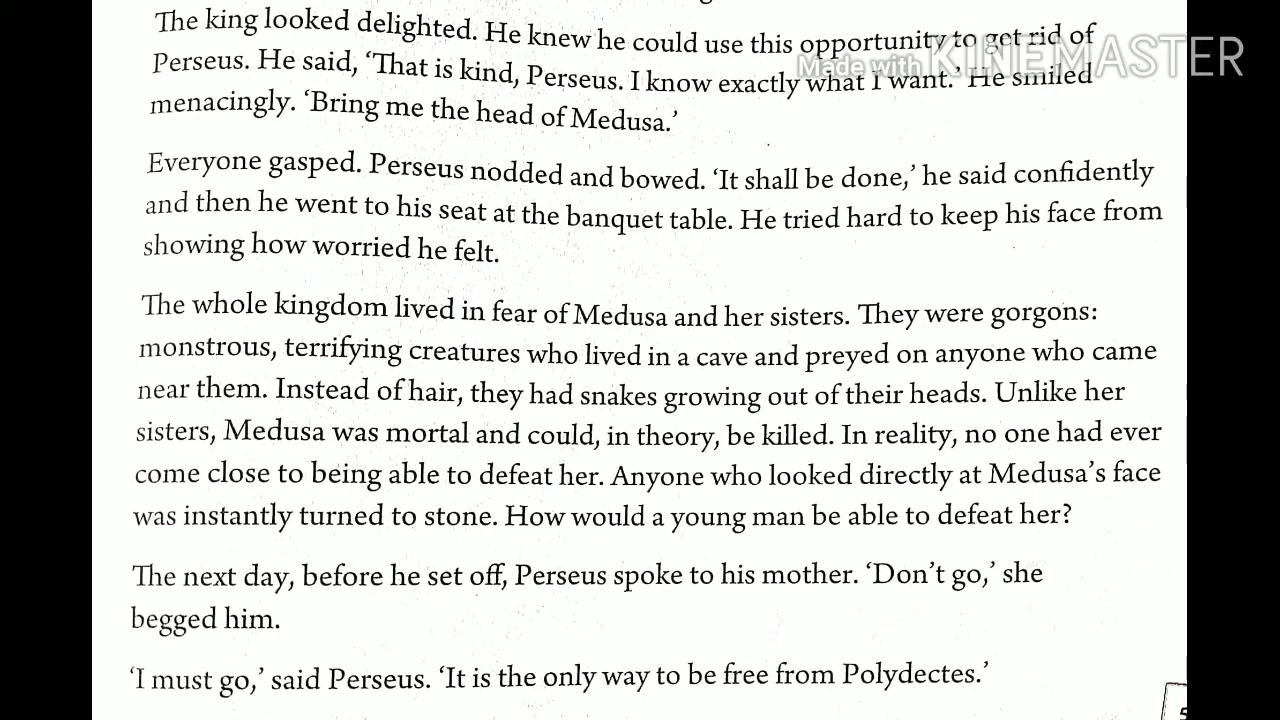 The king looked delighted. He knew he could use this opportunity to get rid of
Perseus. He said, ‘That is kind, Perseus. I know exactly what I want.’ He smiled
Made with KINEMASTER
menacingly. ‘Bring me the head of Medusa.’
Everyone gasped. Perseus nodded and bowed. ‘It shall be done,’ he said confidently
and then he went to his seat at the banquet table. He tried hard to keep his face from
showing how worried he felt.
The whole kingdom lived in fear of Medusa and her sisters. They were gorgons:
monstrous, terrifying creatures who lived in a cave and preyed on anyone who came
near them. Instead of hair, they had snakes growing out of their heads. Unlike her
sisters, Medusa was mortal and could, in theory, be killed. In reality, no one had ever
come close to being able to defeat her. Anyone who looked directly at Medusa’s face
was instantly turned to stone. How would a young man be able to defeat her?
The next day, before he set off, Perseus spoke to his mother. ‘Don’t go,’ she
begged him.
‘I must go,’ said Perseus. ‘It is the only way to be free from Polydectes.’